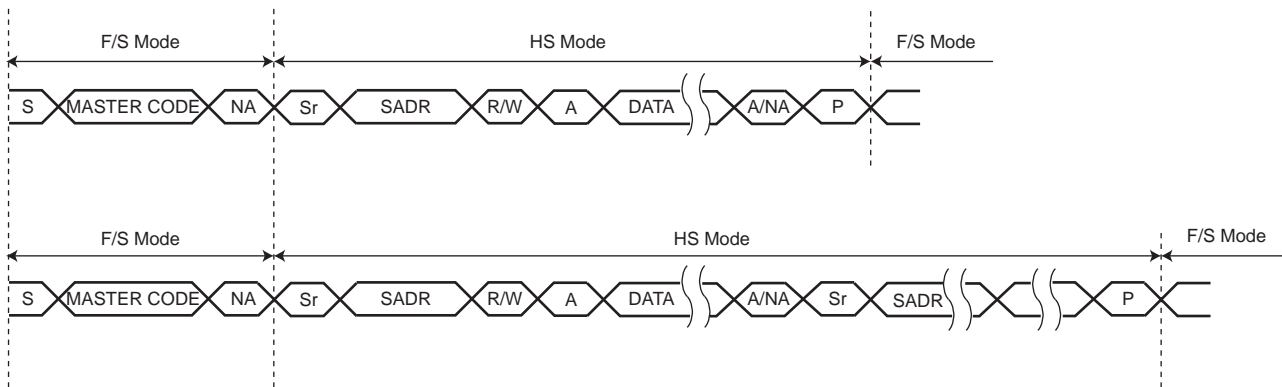 F/S Mode HS Mode F/S Mode
S MASTER CODE NA Sr SADR R/W A DATA A/NA P
F/S Mode HS Mode F/S Mode
S MASTER CODE NA Sr SADR R/W A DATA A/NA Sr SADR P